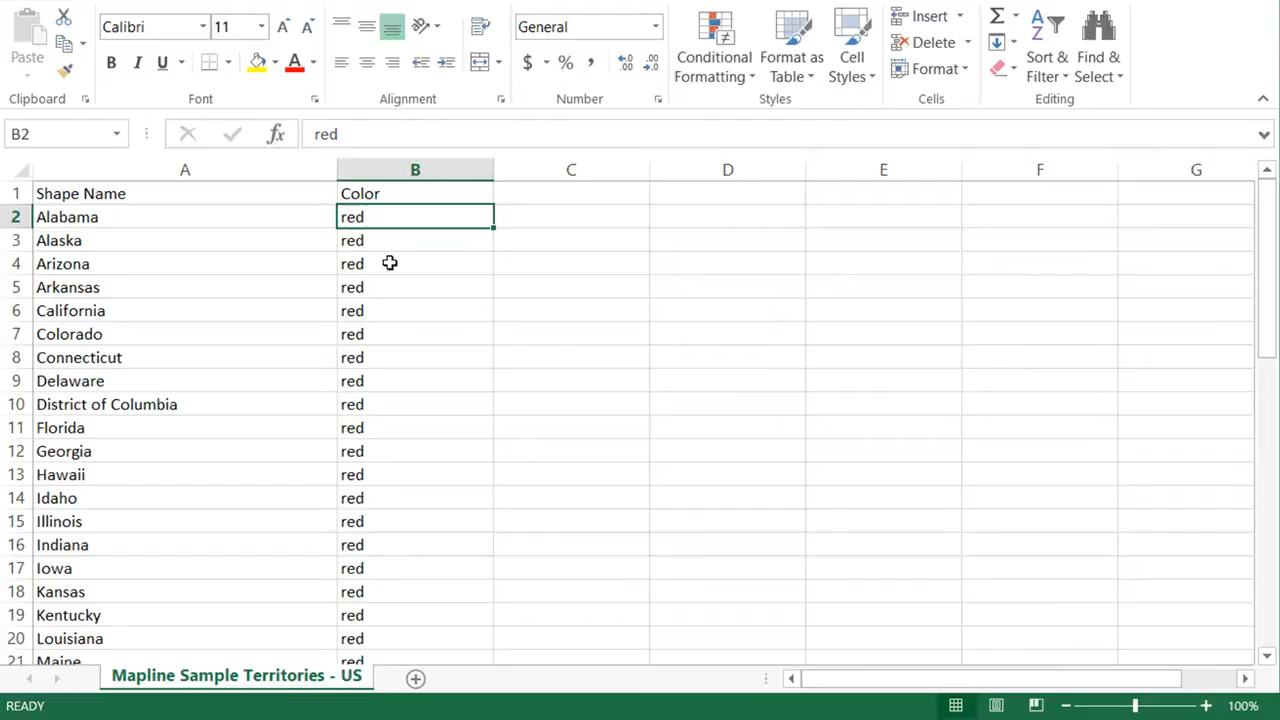 Calibri 11 General Insert
Paste Conditional Formatting Format as Table Cell Styles Delete Sort & Filter Find & Select
$ % , Format
Clipboard Font Alignment Number Styles Cells Editing
B2 fx red
A B C D E F G
1 Shape Name Color
2 Alabama red
3 Alaska red
4 Arizona red
5 Arkansas red
6 California red
7 Colorado red
8 Connecticut red
9 Delaware red
10 District of Columbia red
11 Florida red
12 Georgia red
13 Hawaii red
14 Idaho red
15 Illinois red
16 Indiana red
17 Iowa red
18 Kansas red
19 Kentucky red
20 Louisiana red
21 Maine red
Mapline Sample Territories - US
READY 100%